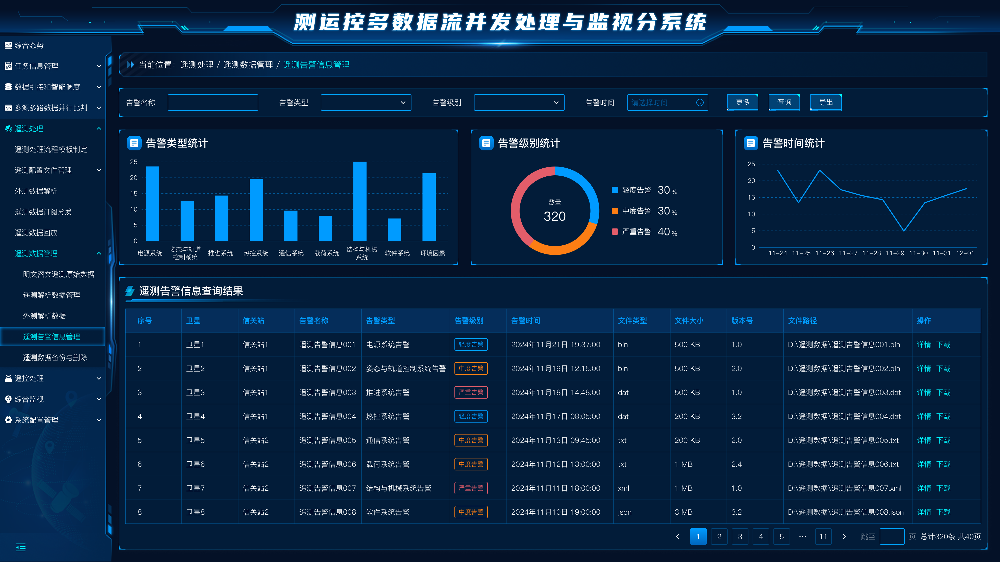 测运控多数据流并发处理与监视分系统
综合态势
任务信息管理
数据引接和智能调度
多源多路数据并行比判
遥测处理
遥测处理流程模板制定
遥测配置文件管理
外测数据解析
遥测数据订阅分发
遥测数据回放
遥测数据管理
明文密文遥测原始数据
遥测解析数据管理
外测解析数据
遥测告警信息管理
遥测数据备份与删除
遥控处理
综合监视
系统配置管理
当前位置：遥测处理 / 遥测数据管理 / 遥测告警信息管理
告警名称 告警类型 告警级别 告警时间 请选择时间 更多 查询 导出
告警类型统计
25
20
15
10
5
0
电源系统 姿态与轨道控制系统 推进系统 热控系统 通信系统 载荷系统 结构与机械系统 软件系统 环境因素
告警级别统计
数量
320
轻度告警 30 %
中度告警 30 %
严重告警 40 %
告警时间统计
25
20
15
10
5
0
11-24 11-25 11-26 11-27 11-28 11-29 11-30 11-31 12-01
遥测告警信息查询结果
序号 卫星 信关站 告警名称 告警类型 告警级别 告警时间 文件类型 文件大小 版本号 文件路径 操作
1 卫星1 信关站1 遥测告警信息001 电源系统告警 轻度告警 2024年11月21日 19:37:00 bin 500 KB 1.0 D:\遥测数据\遥测告警信息001.bin 详情 下载
2 卫星2 信关站1 遥测告警信息002 姿态与轨道控制系统告警 中度告警 2024年11月19日 12:15:00 bin 500 KB 2.0 D:\遥测数据\遥测告警信息002.bin 详情 下载
3 卫星3 信关站1 遥测告警信息003 推进系统告警 严重告警 2024年11月18日 14:48:00 dat 500 KB 1.0 D:\遥测数据\遥测告警信息003.dat 详情 下载
4 卫星4 信关站1 遥测告警信息004 热控系统告警 轻度告警 2024年11月17日 08:05:00 dat 200 KB 3.2 D:\遥测数据\遥测告警信息004.dat 详情 下载
5 卫星5 信关站2 遥测告警信息005 通信系统告警 中度告警 2024年11月13日 09:45:00 txt 200 KB 2.0 D:\遥测数据\遥测告警信息005.txt 详情 下载
6 卫星6 信关站2 遥测告警信息006 载荷系统告警 中度告警 2024年11月12日 13:00:00 txt 1 MB 2.4 D:\遥测数据\遥测告警信息006.txt 详情 下载
7 卫星7 信关站2 遥测告警信息007 结构与机械系统告警 严重告警 2024年11月11日 18:00:00 xml 1 MB 1.0 D:\遥测数据\遥测告警信息007.xml 详情 下载
8 卫星8 信关站2 遥测告警信息008 软件系统告警 中度告警 2024年11月10日 19:00:00 json 3 MB 3.2 D:\遥测数据\遥测告警信息008.json 详情 下载
1 2 3 4 5 ··· 11 跳至 页 总计320条 共40页